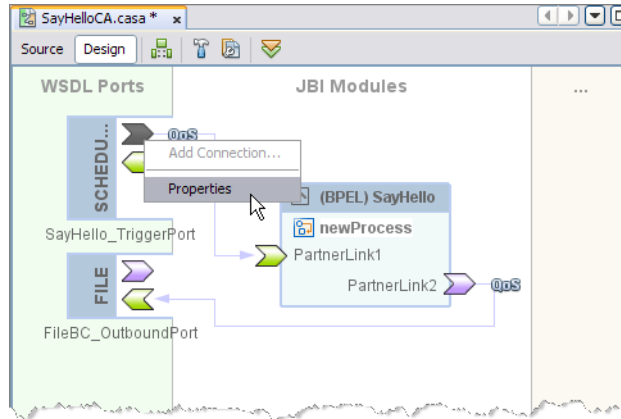 SayHelloCA.casa *
Source Design
WSDL Ports
JBI Modules
...
SCHEDU...
QoS
Add Connection...
Properties
SayHello_TriggerPort
(BPEL) SayHello
newProcess
PartnerLink1
PartnerLink2
QoS
FILE
FileBC_OutboundPort